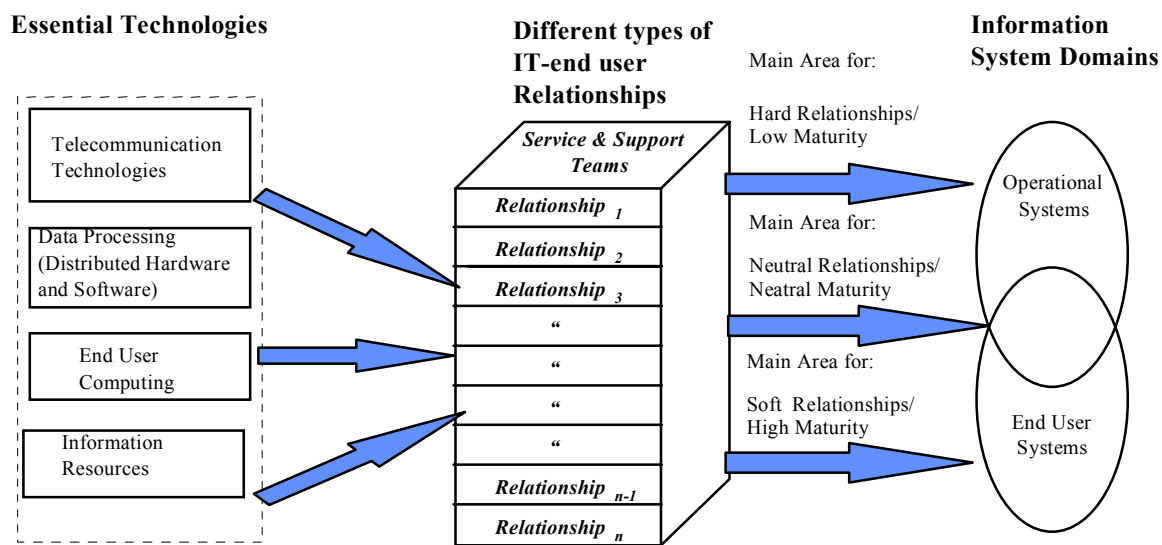 Essential Technologies
Telecommunication
Technologies
Data Processing
(Distributed Hardware
and Software)
End User
Computing
Information
Resources
Different types of
IT-end user
Relationships
Service & Support
Teams
Relationship 1
Relationship 2
Relationship 3
“
“
“
“
Relationship n-1
Relationship n
Main Area for:
Hard Relationships/
Low Maturity
Main Area for:
Neutral Relationships/
Neatral Maturity
Main Area for:
Soft Relationships/
High Maturity
Information
System Domains
Operational
Systems
End User
Systems